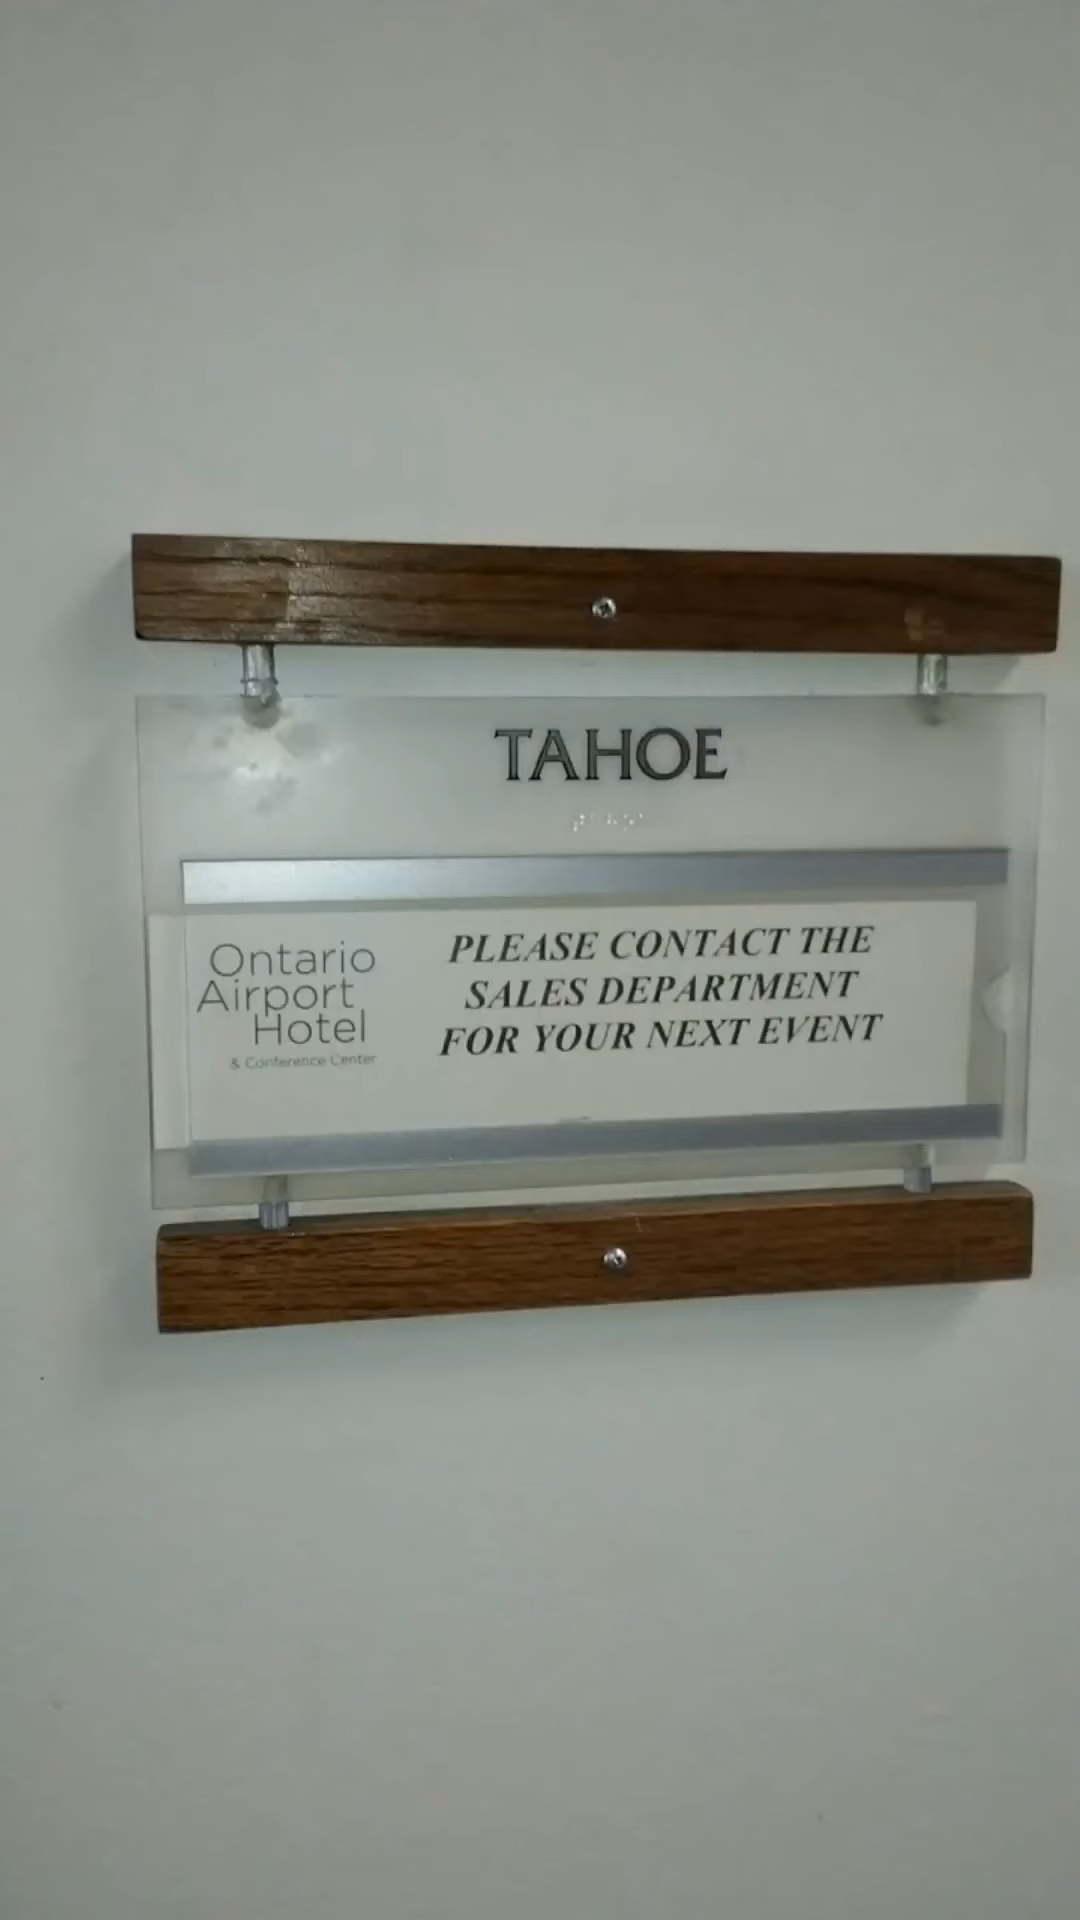 TAHOE
Ontario
Airport
Hotel
& Conference Center
PLEASE CONTACT THE
SALES DEPARTMENT
FOR YOUR NEXT EVENT